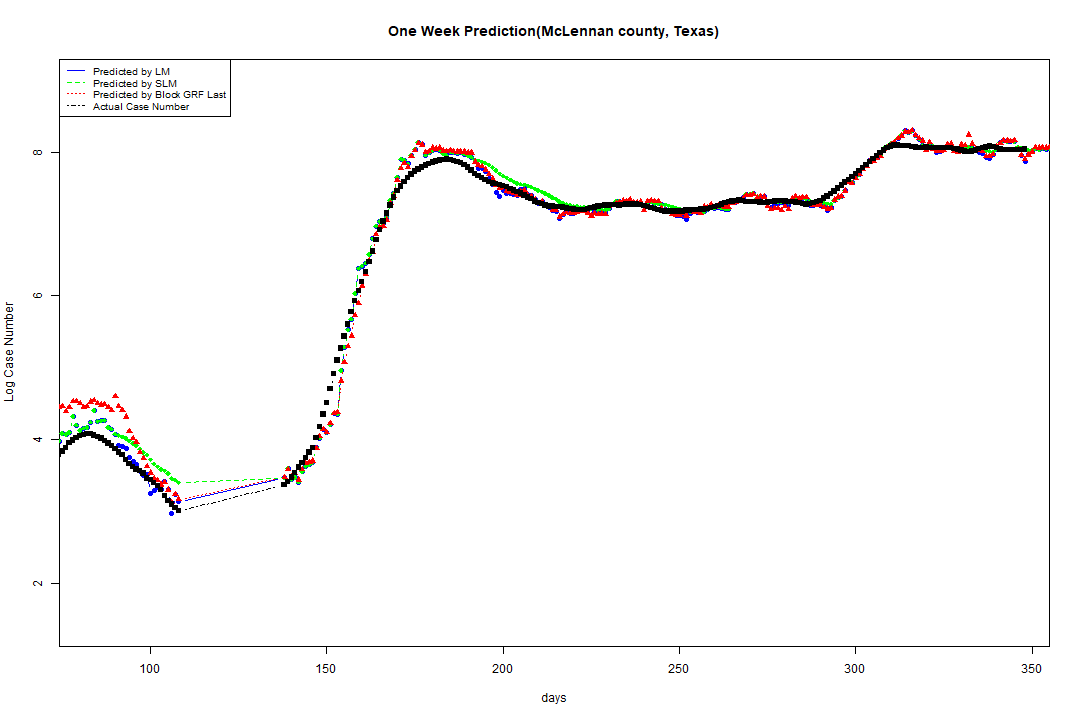 One Week Prediction(McLennan county, Texas)
Predicted by LM
Predicted by SLM
Predicted by Block GRF Last
Actual Case Number
8
6
4
2
Log Case Number
100 150 200 250 300 350
days